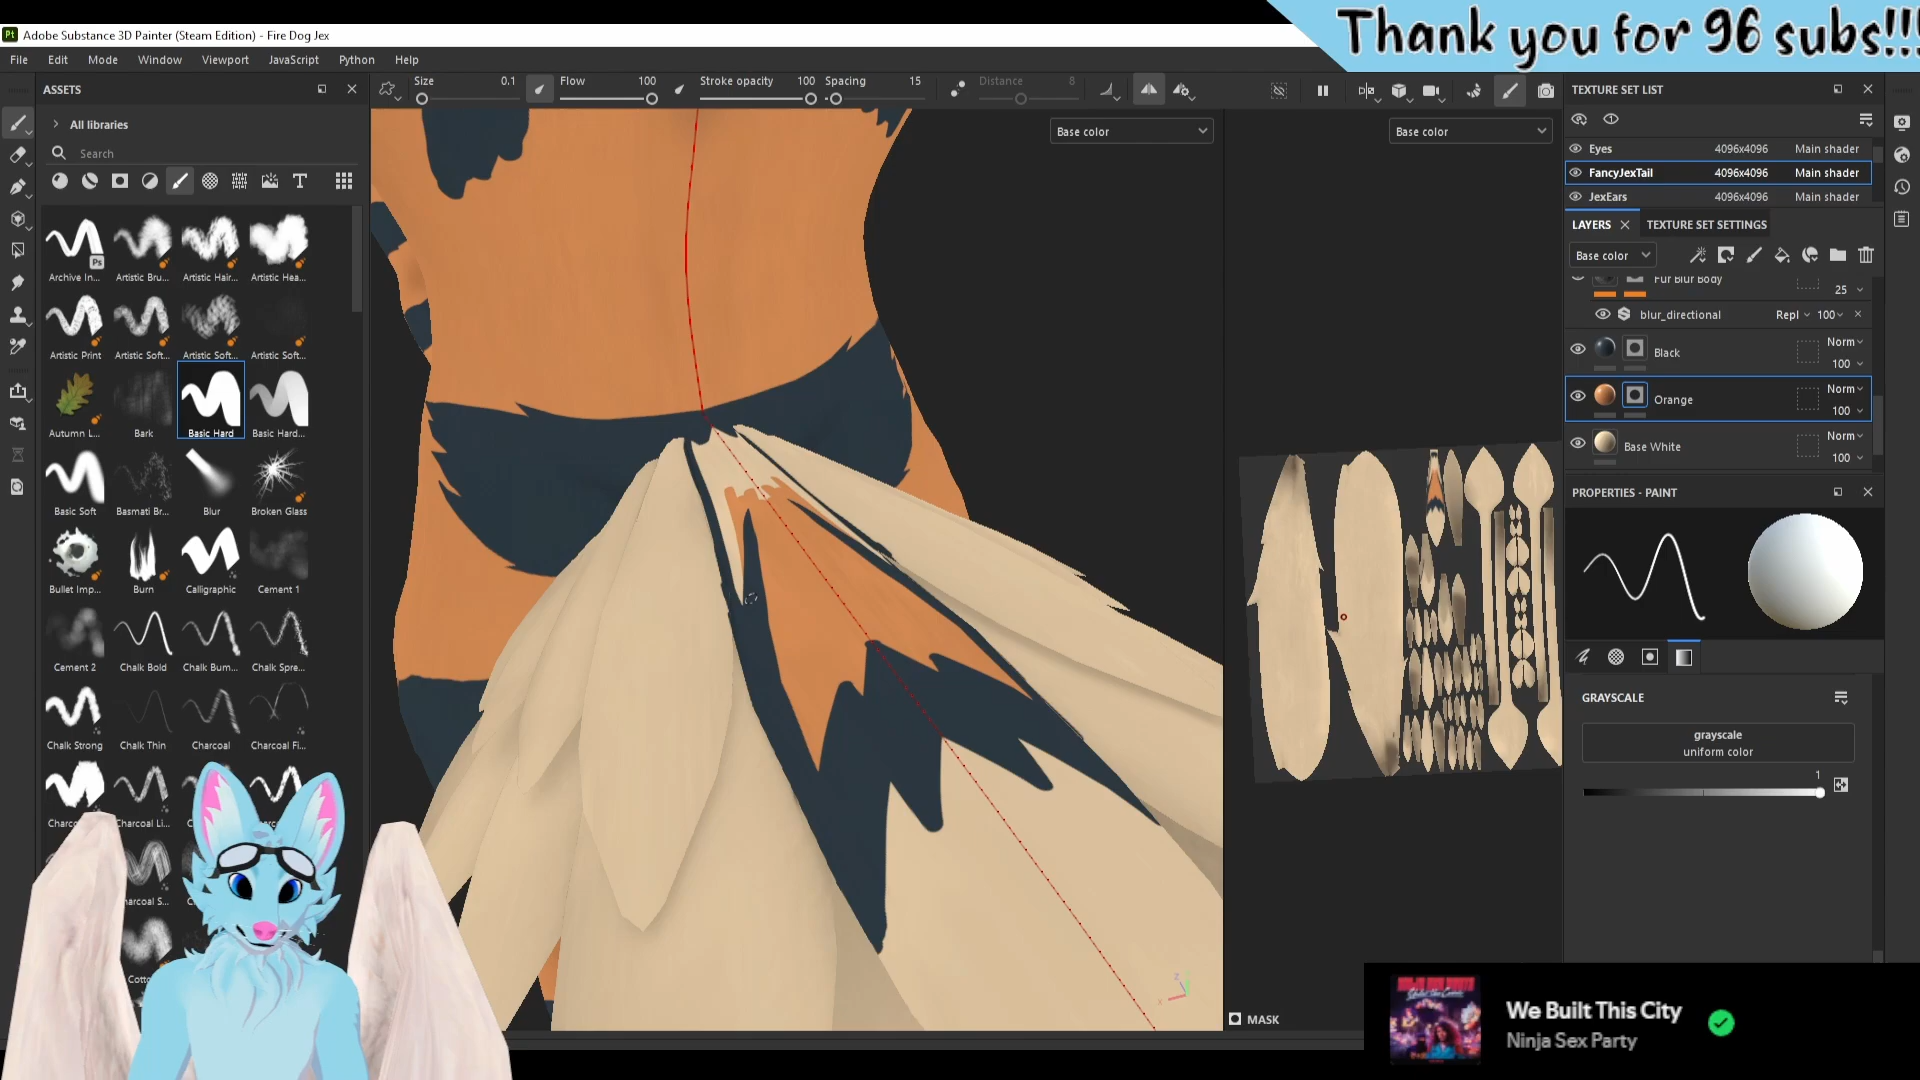 Thank you for 96 subs!!!
Adobe Substance 3D Painter (Steam Edition) - Fire Dog Jex
File Edit Mode Window Viewport JavaScript Python Help
ASSETS
Size 0.1 Flow 100 Stroke opacity 100 Spacing 15 Distance 8
All libraries
Search
Base color
Base color
Archive In... Artistic Bru... Artistic Hair... Artistic Hea...
Artistic Print Artistic Soft... Artistic Soft... Artistic Soft...
Autumn L... Bark Basic Hard Basic Hard...
Basic Soft Basmati Br... Blur Broken Glass
Bullet Imp... Burn Calligraphic Cement 1
Cement 2 Chalk Bold Chalk Bum... Chalk Spre...
Chalk Strong Chalk Thin Charcoal Charcoal Fi...
MASK
TEXTURE SET LIST
Eyes 4096x4096 Main shader
FancyJexTail 4096x4096 Main shader
JexEars 4096x4096 Main shader
LAYERS TEXTURE SET SETTINGS
Base color
Fur Blur Body 25
blur_directional Repl 100
Black Norm 100
Orange Norm 100
Base White Norm 100
PROPERTIES - PAINT
GRAYSCALE
grayscale
uniform color
1
We Built This City
Ninja Sex Party